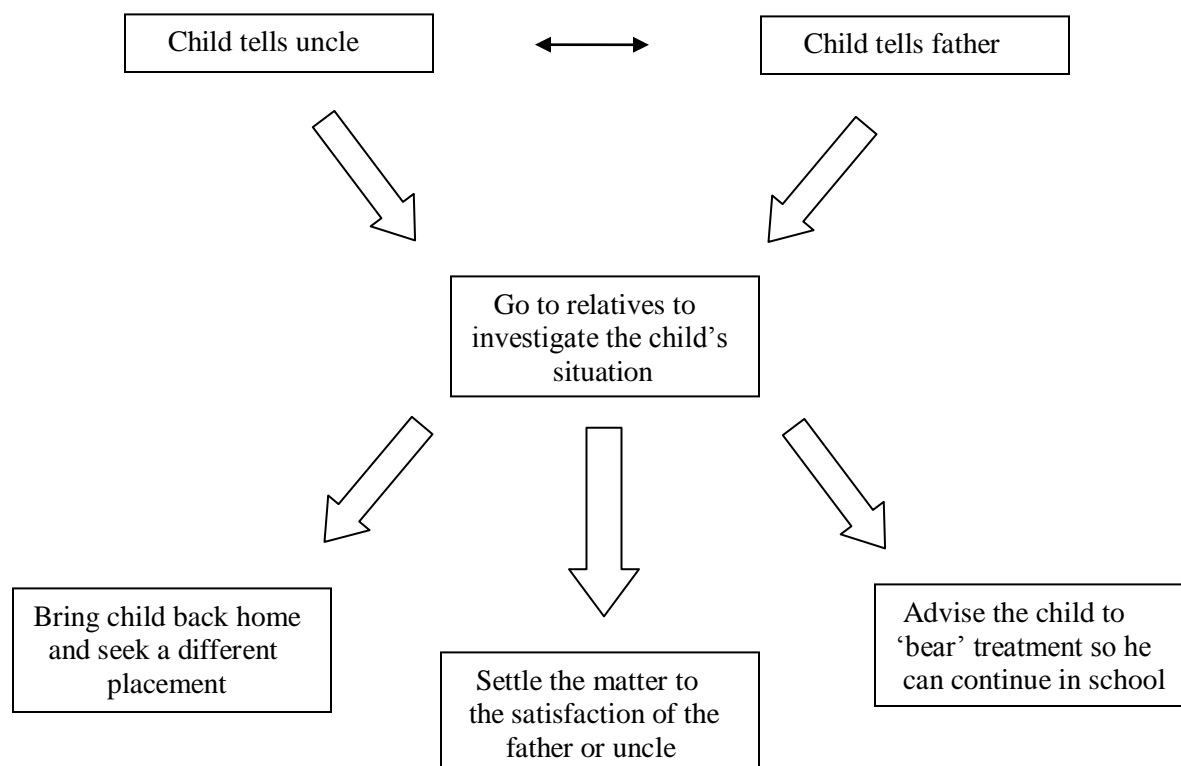 Child tells uncle
Child tells father
Go to relatives to
investigate the child’s
situation
Bring child back home
and seek a different
placement
Settle the matter to
the satisfaction of the
father or uncle
Advise the child to
‘bear’ treatment so he
can continue in school